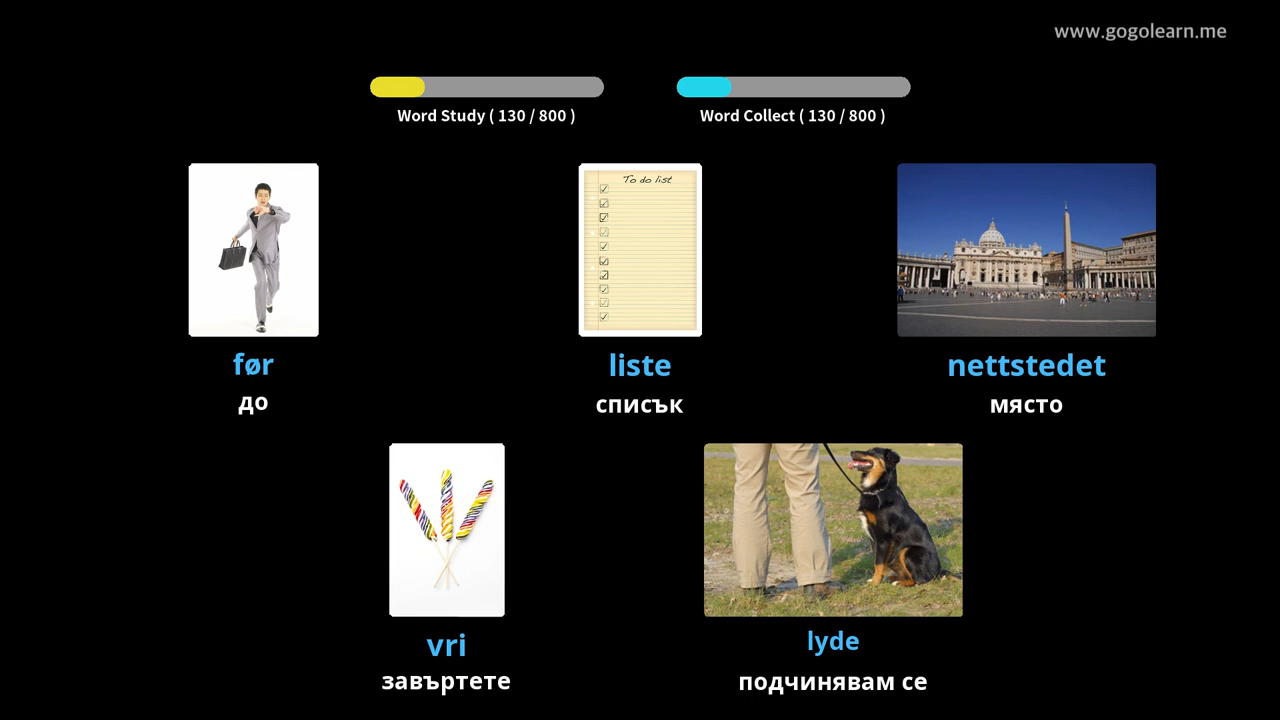 www.gogolearn.me
Word Study ( 130 / 800 )
Word Collect ( 130 / 800 )
To do list
før
liste
nettstedet
до
списък
място
vri
lyde
завъртете
подчинявам се